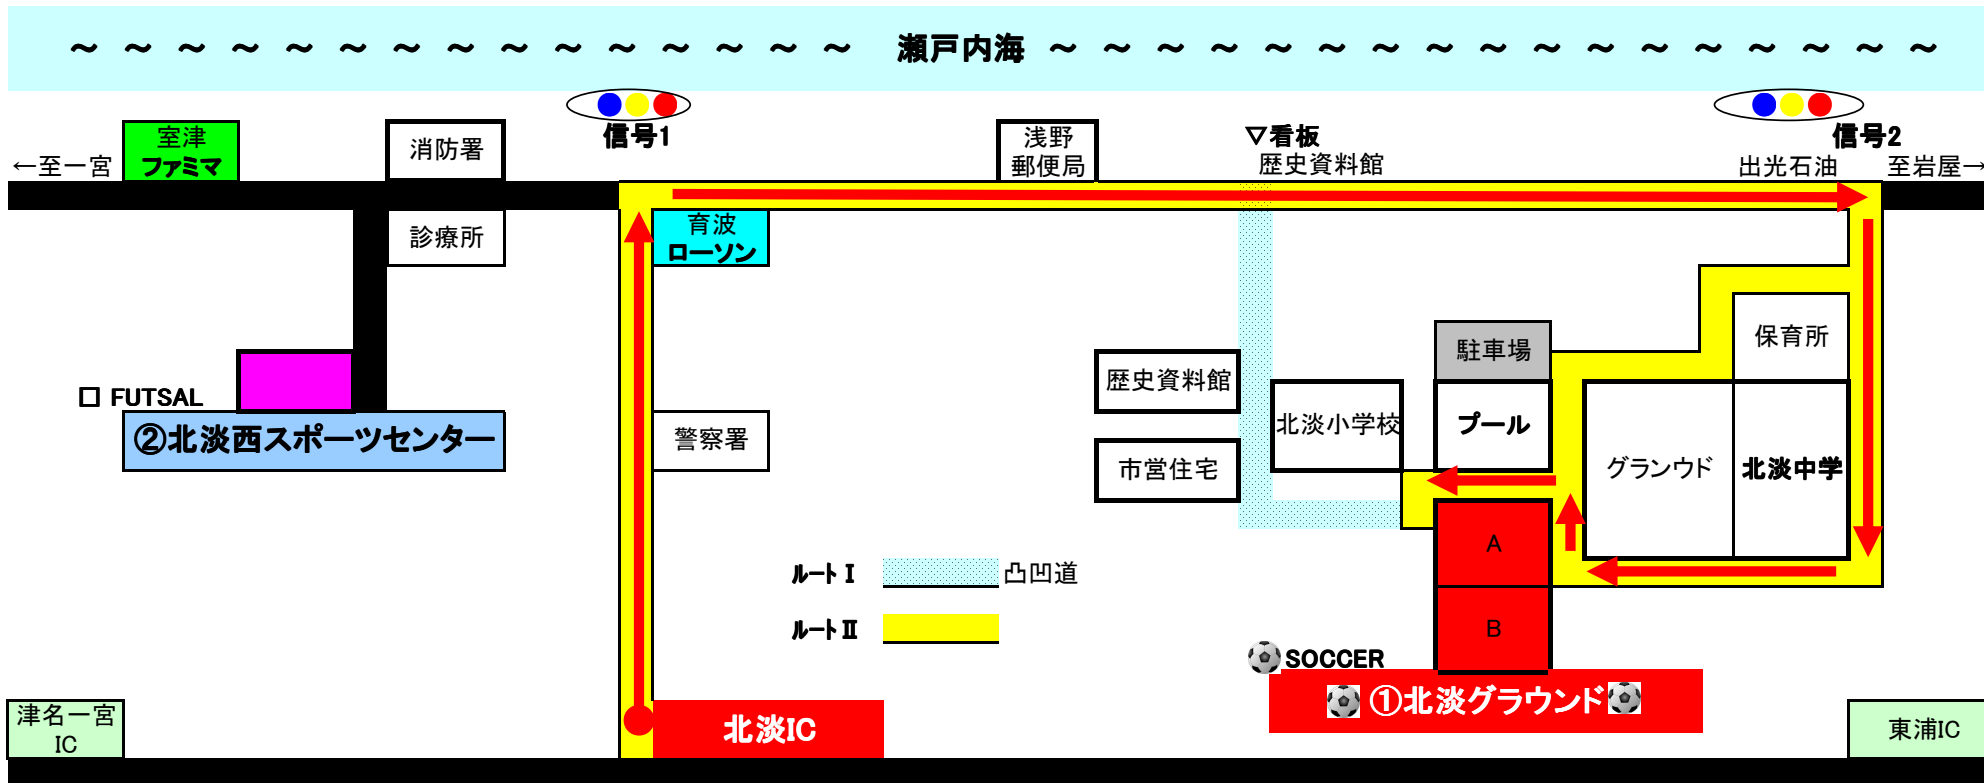 ～ ～ ～ ～ ～ ～ ～ ～ ～ ～ ～ ～ ～ ～ ～ 瀬戸内海 ～ ～ ～ ～ ～ ～ ～ ～ ～ ～ ～ ～ ～ ～ ～ ～ ～
信号1
信号2
←至一宮
室津
ファミマ
消防署
浅野
郵便局
▽看板
歴史資料館
出光石油
至岩屋→
診療所
育波
ローソン
保育所
駐車場
歴史資料館
□ FUTSAL
②北淡西スポーツセンター
警察署
北淡小学校
プール
グランウド
北淡中学
市営住宅
A
ルートⅠ
凸凹道
ルートⅡ
B
SOCCER
①北淡グラウンド
津名一宮
IC
北淡IC
東浦IC